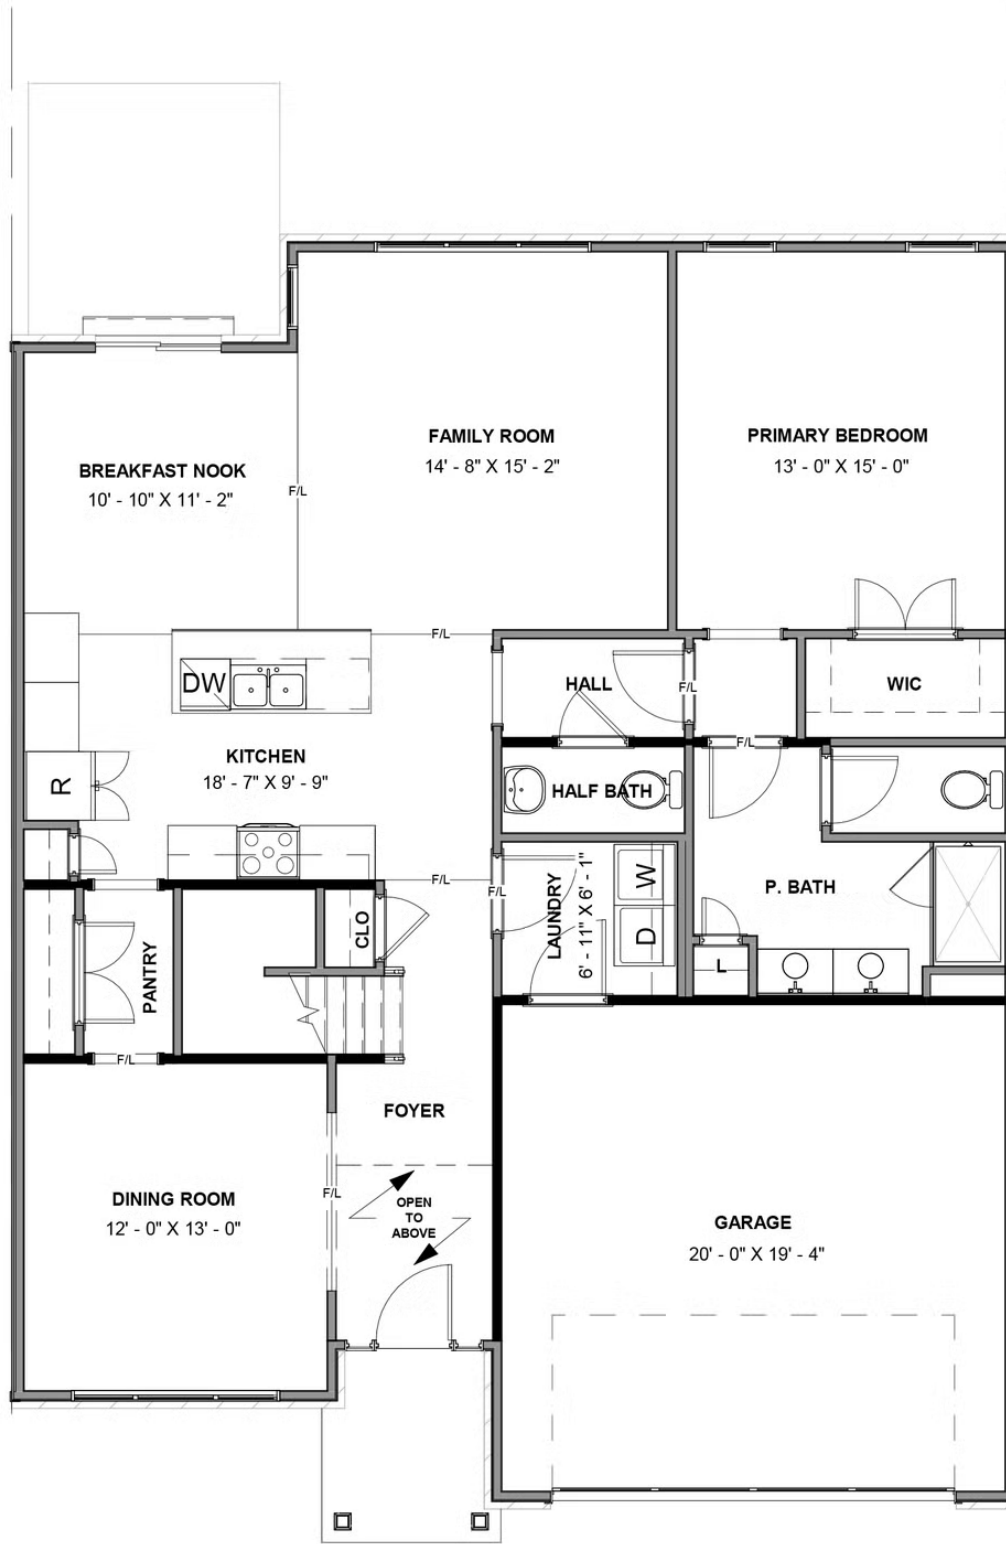 FAMILY ROOM
14' - 8" X 15' - 2"
PRIMARY BEDROOM
13' - 0" X 15' - 0"
BREAKFAST NOOK
10' - 10" X 11' - 2"
F/L
F/L
DW
HALL
F/L
WIC
F/L
KITCHEN
18' - 7" X 9' - 9"
R
HALF BATH
F/L
F/L
LAUNDRY
6' - 11" X 6' - 1"
W
D
P. BATH
L
CLO
PANTRY
F/L
FOYER
DINING ROOM
12' - 0" X 13' - 0"
F/L
OPEN
TO
ABOVE
GARAGE
20' - 0" X 19' - 4"